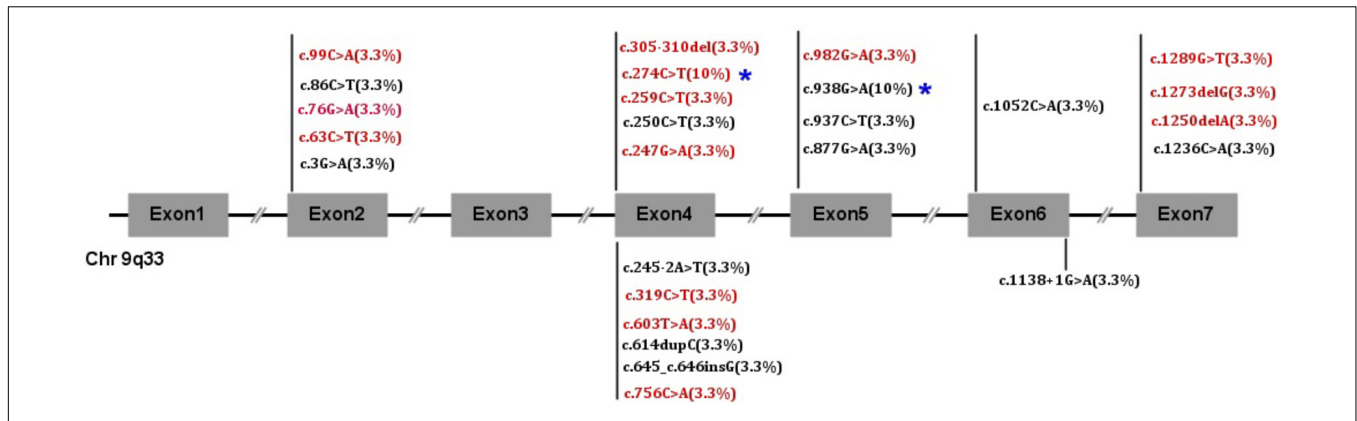 c.99C>A(3.3%)
c.86C>T(3.3%)
c.76G>A(3.3%)
c.63C>T(3.3%)
c.3G>A(3.3%)
c.305-310del(3.3%)
c.274C>T(10%) *
c.259C>T(3.3%)
c.250C>T(3.3%)
c.247G>A(3.3%)
c.982G>A(3.3%)
c.938G>A(10%) *
c.937C>T(3.3%)
c.877G>A(3.3%)
c.1052C>A(3.3%)
c.1289G>T(3.3%)
c.1273delG(3.3%)
c.1250delA(3.3%)
c.1236C>A(3.3%)
Exon1 Exon2 Exon3 Exon4 Exon5 Exon6 Exon7
Chr 9q33
c.245-2A>T(3.3%)
c.319C>T(3.3%)
c.603T>A(3.3%)
c.614dupC(3.3%)
c.645_c.646insG(3.3%)
c.756C>A(3.3%)
c.1138+1G>A(3.3%)